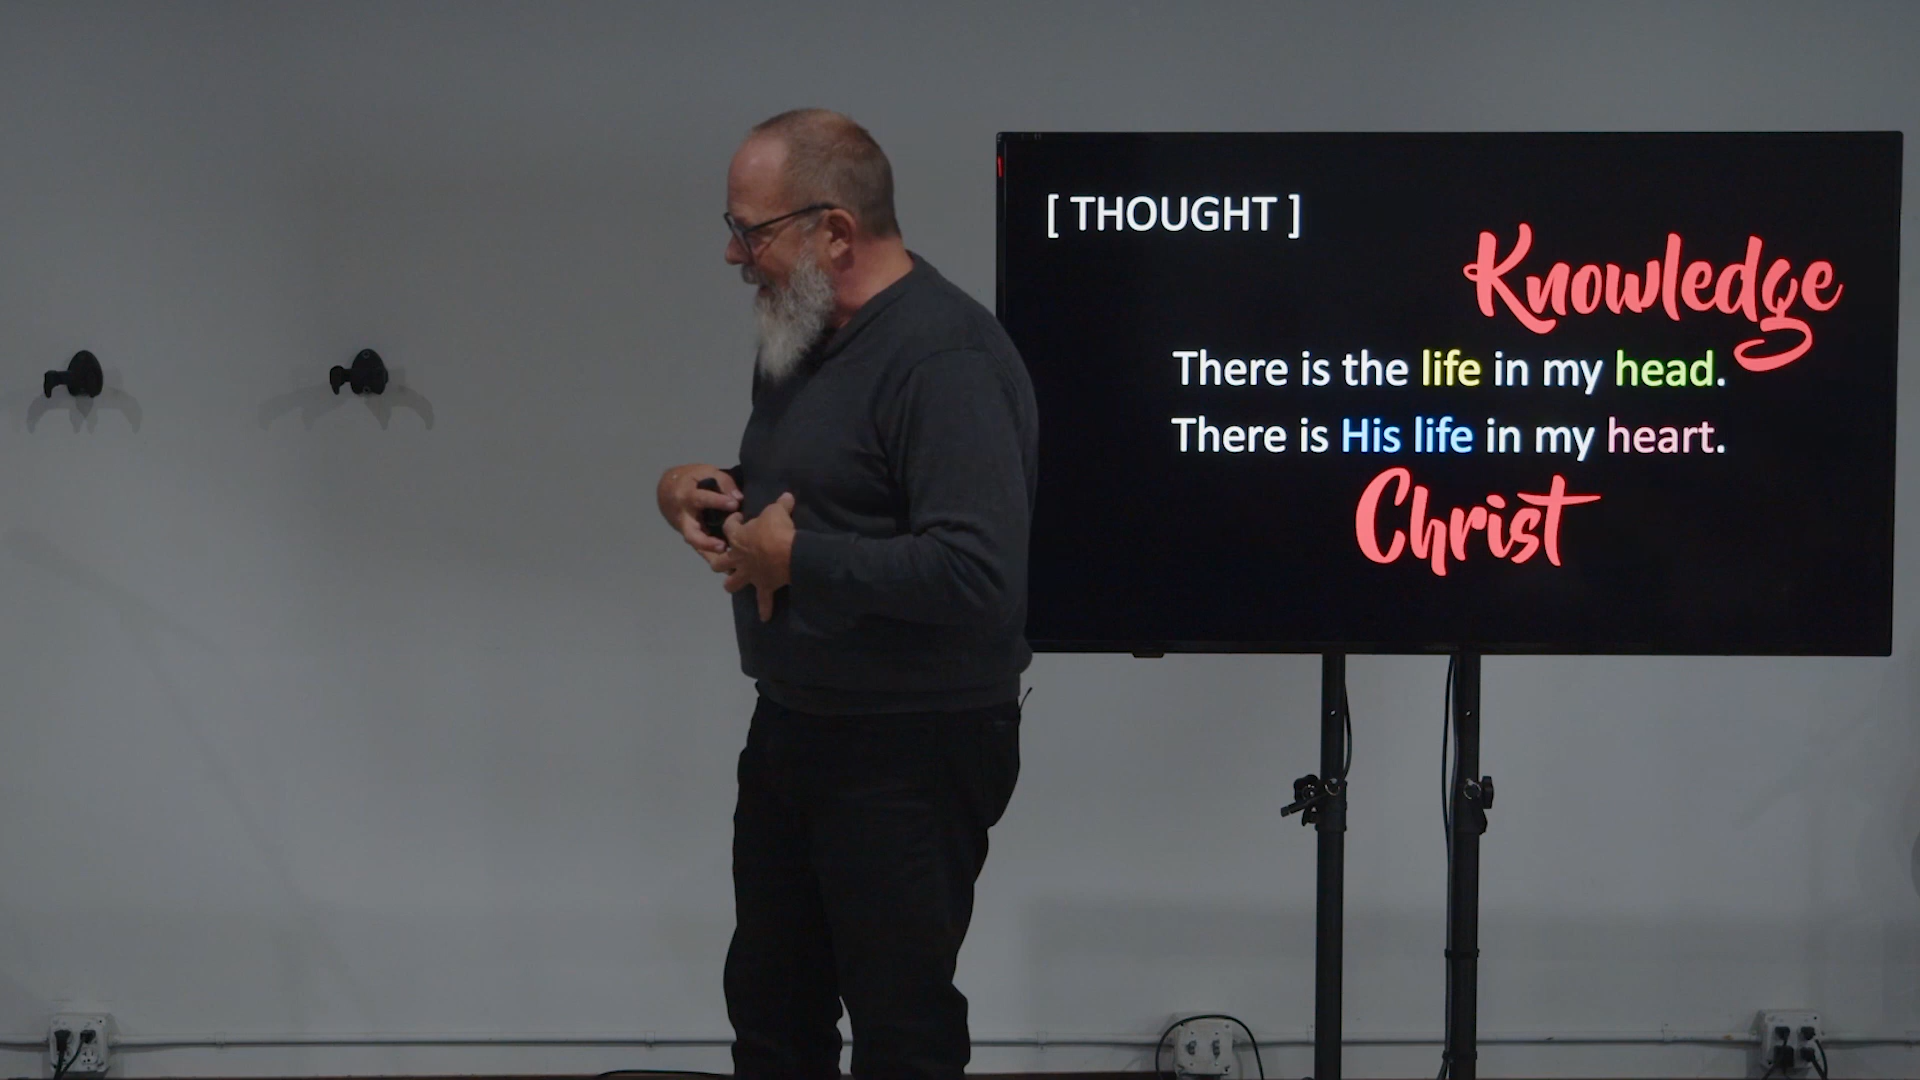 [ THOUGHT ]
Knowledge
There is the life in my head.
There is His life in my heart.
Christ